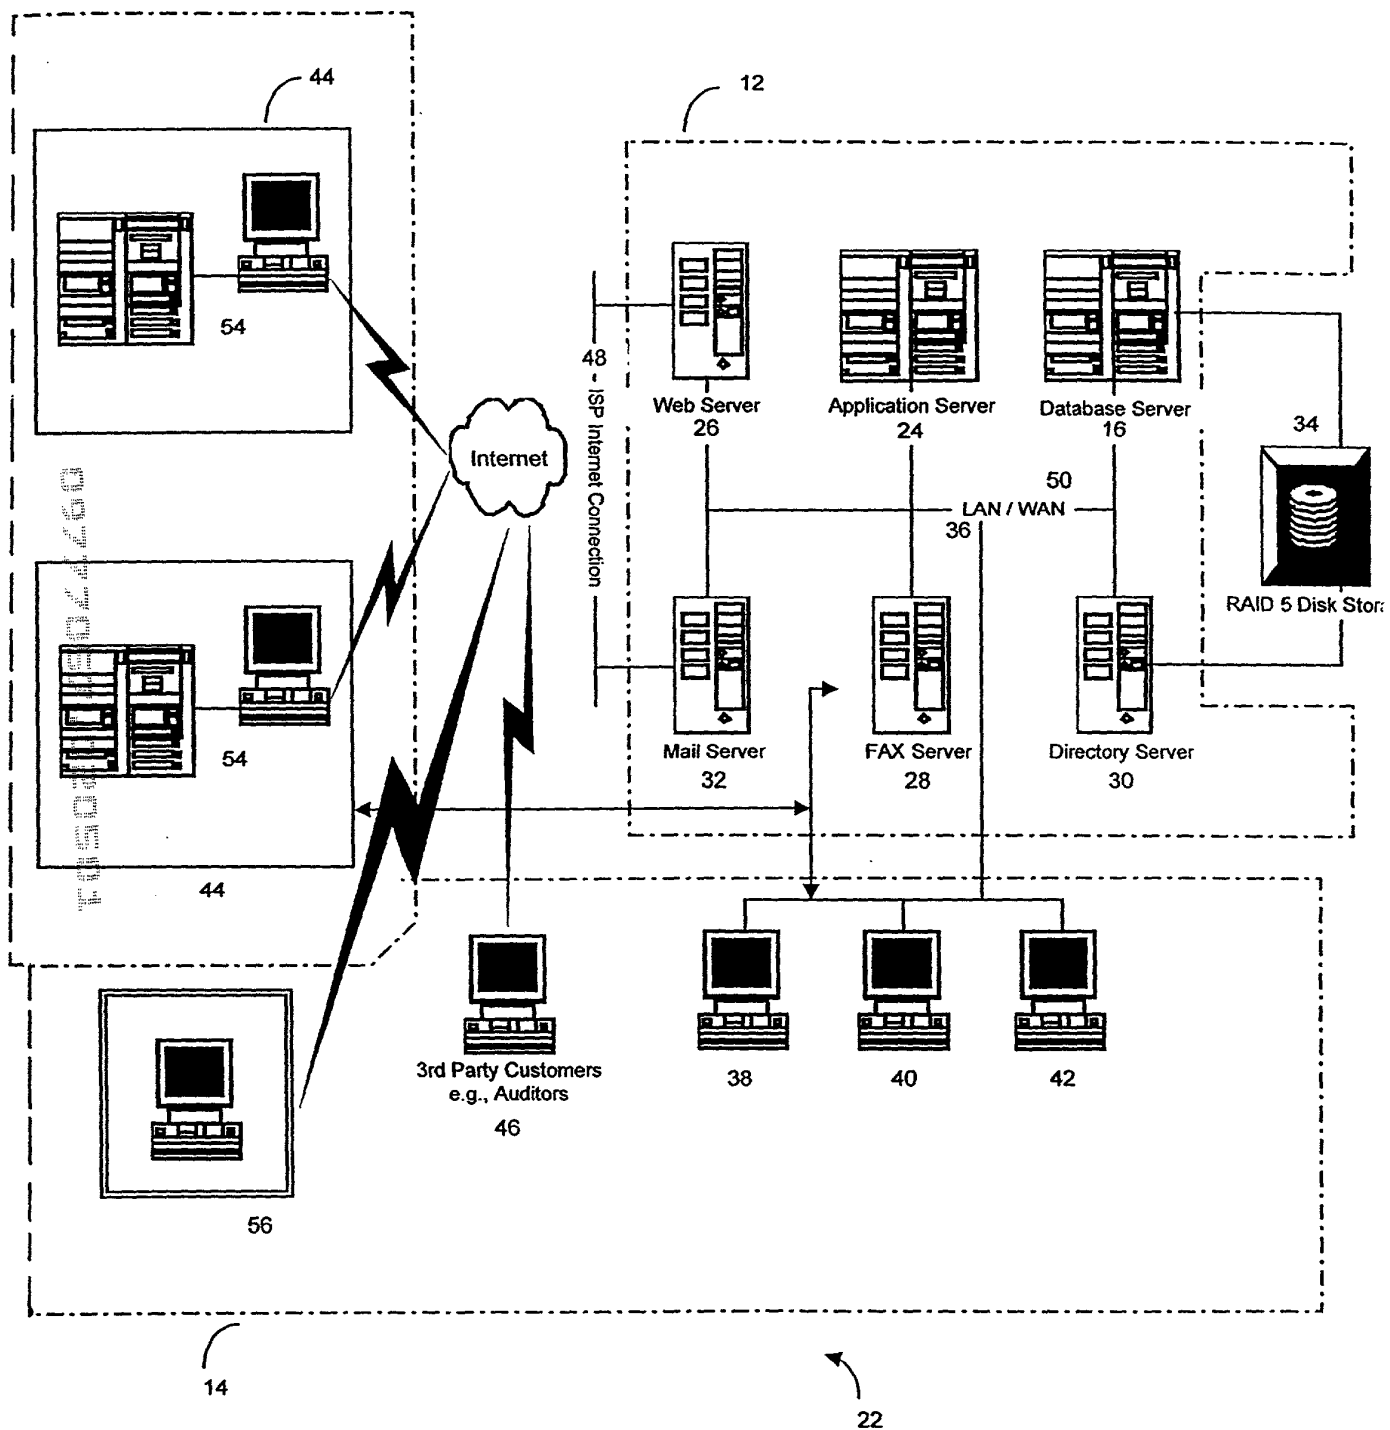 44
12
54
48 - ISP Internet Connection
Web Server
26
Application Server
24
Database Server
16
34
Internet
50
LAN / WAN
36
RAID 5 Disk Stor
54
Mail Server
32
FAX Server
28
Directory Server
30
44
3rd Party Customers
e.g., Auditors
46
38
40
42
56
14
22